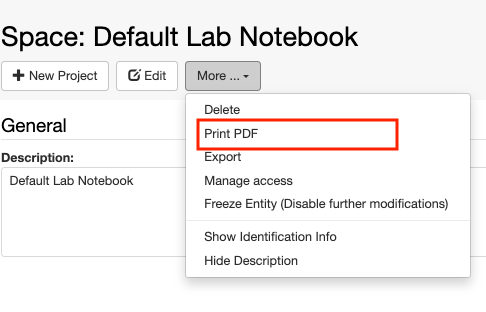 Space: Default Lab Notebook
New Project Edit More ...
Delete
Print PDF
Export
Manage access
Freeze Entity (Disable further modifications)
Show Identification Info
Hide Description
General
Description:
Default Lab Notebook